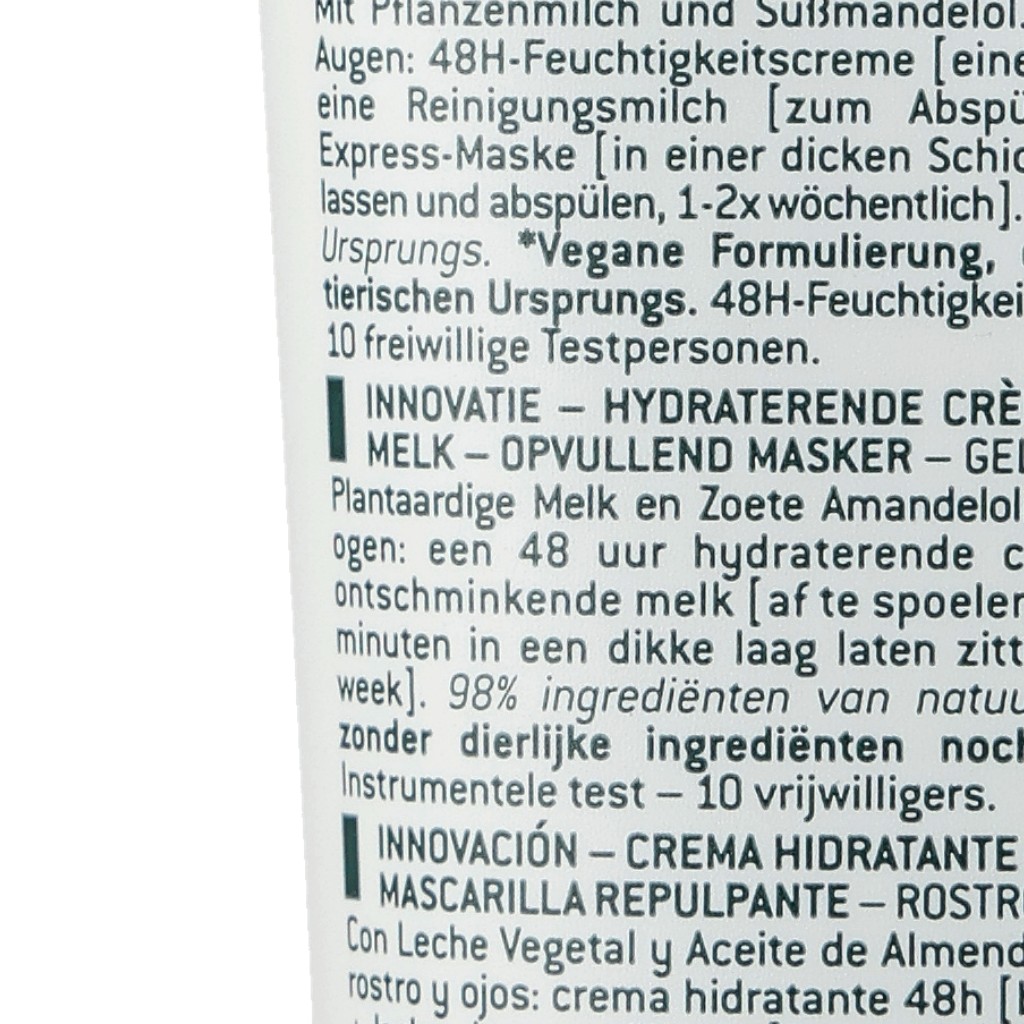 Mit Pflanzenmilch und Süßmandelöl.
Augen: 48H-Feuchtigkeitscreme [eine
eine Reinigungsmilch [zum Abspü
Express-Maske [in einer dicken Schic
lassen und abspülen, 1-2x wöchentlich].
Ursprungs. *Vegane Formulierung,
tierischen Ursprungs. 48H-Feuchtigkei
10 freiwillige Testpersonen.
INNOVATIE – HYDRATERENDE CRÈ
MELK – OPVULLEND MASKER – GEL
Plantaardige Melk en Zoete Amandelol
ogen: een 48 uur hydraterende c
ontschminkende melk [af te spoelen
minuten in een dikke laag laten zitt
week]. 98% ingrediënten van natuu
zonder dierlijke ingrediënten noch
Instrumentele test – 10 vrijwilligers.
INNOVACIÓN – CREMA HIDRATANTE
MASCARILLA REPULPANTE – ROSTR
Con Leche Vegetal y Aceite de Almend
rostro y ojos: crema hidratante 48h [